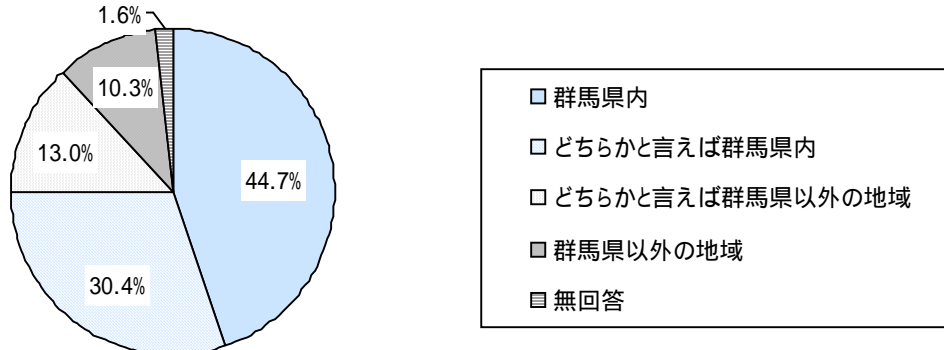 1.6%
10.3%
13.0%
44.7%
30.4%
群馬県内
どちらかと言えば群馬県内
どちらかと言えば群馬県以外の地域
群馬県以外の地域
無回答